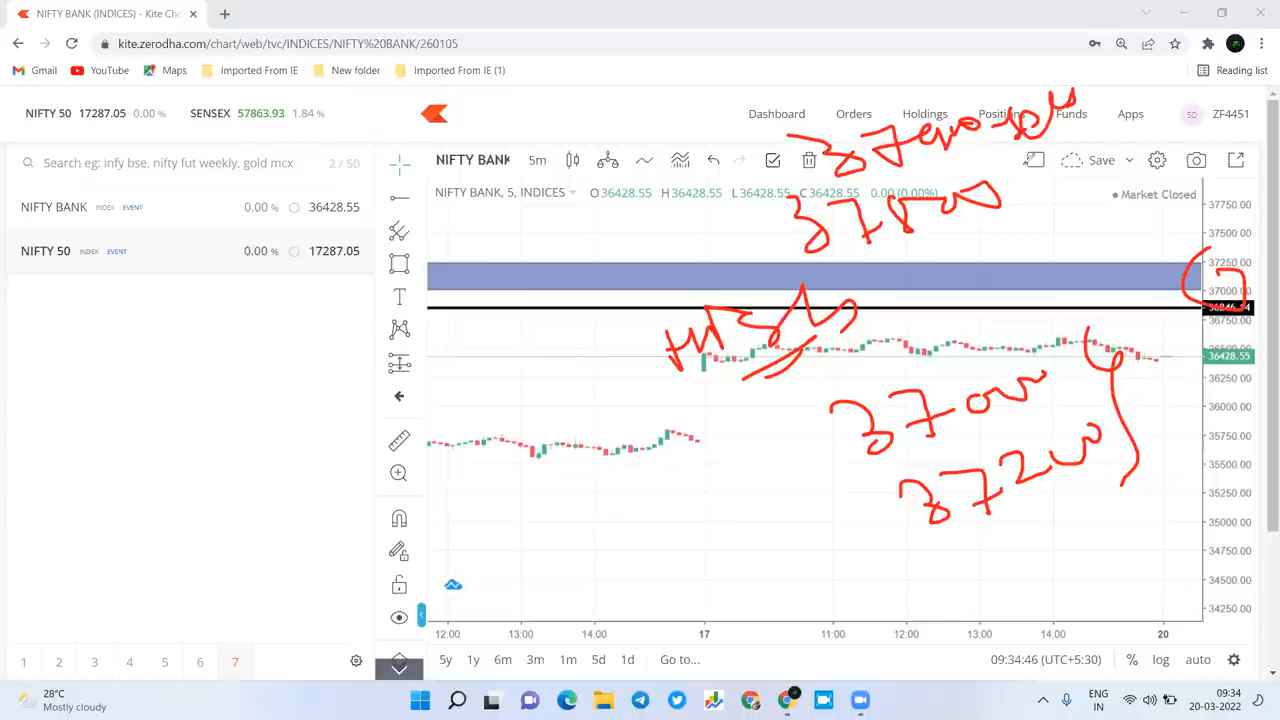 NIFTY BANK (INDICES) - Kite Ch
kite.zerodha.com/chart/web/tvc/INDICES/NIFTY%20BANK/260105
Gmail YouTube Maps Imported From IE New folder Imported From IE (1) Reading list
NIFTY 50 17287.05 0.00 % SENSEX 57863.93 1.84 % Dashboard Orders Holdings Positions Funds Apps SD ZF4451
Search eg: infy bse, nifty fut weekly, gold mcx 2 / 50
NIFTY BANK 5m Save
NIFTY BANK INDEX EVENT 0.00 % 36428.55
NIFTY 50 INDEX EVENT 0.00 % 17287.05
NIFTY BANK, 5, INDICES O36428.55 H36428.55 L36428.55 C36428.55 0.00 (0.00%)
Market Closed
37750.00
37500.00
37250.00
37000.00
36750.00
36428.55
36250.00
36000.00
35750.00
35500.00
35250.00
35000.00
34750.00
34500.00
34250.00
37800
37000
37200
12:00 13:00 14:00 17 11:00 12:00 13:00 14:00 20
1 2 3 4 5 6 7
5y 1y 6m 3m 1m 5d 1d Go to... 09:34:46 (UTC+5:30) % log auto
28°C
Mostly cloudy
ENG
IN
09:34
20-03-2022